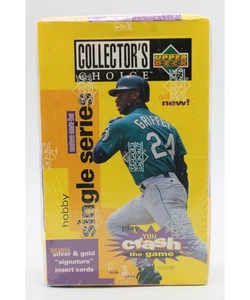 COLLECTOR'S
CHOICE
UPPER
DECK
all
new!
hobby
single series
GRIFFEY
24
play
YOU
crash
the game
silver & gold
"signature"
insert cards